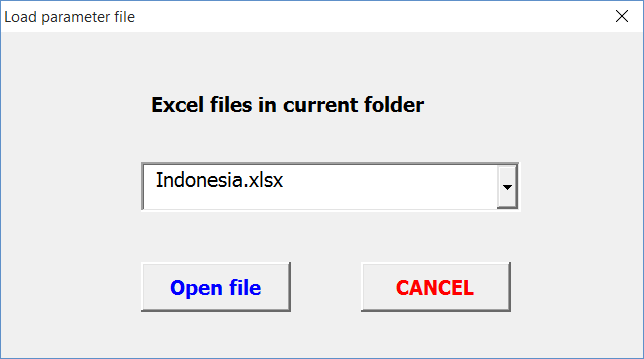 Load parameter file
Excel files in current folder
Indonesia.xlsx
Open file
CANCEL